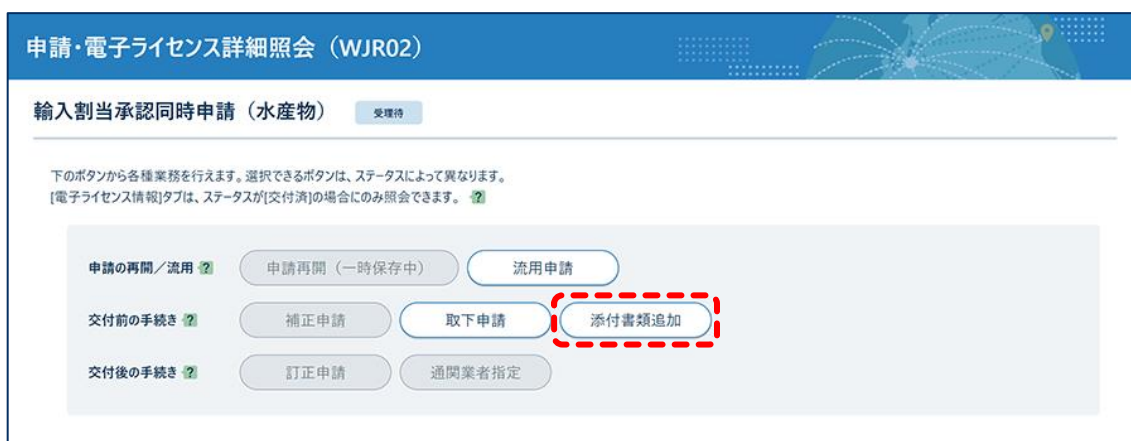 申請・電子ライセンス詳細照会（WJR02）
輸入割当承認同時申請（水産物） 受理待
下のボタンから各種業務を行えます。選択できるボタンは、ステータスによって異なります。
[電子ライセンス情報]タブは、ステータスが[交付済]の場合にのみ照会できます。 ?
申請の再開／流用 ? 申請再開（一時保存中） 流用申請
交付前の手続き ? 補正申請 取下申請 添付書類追加
交付後の手続き ? 訂正申請 通関業者指定